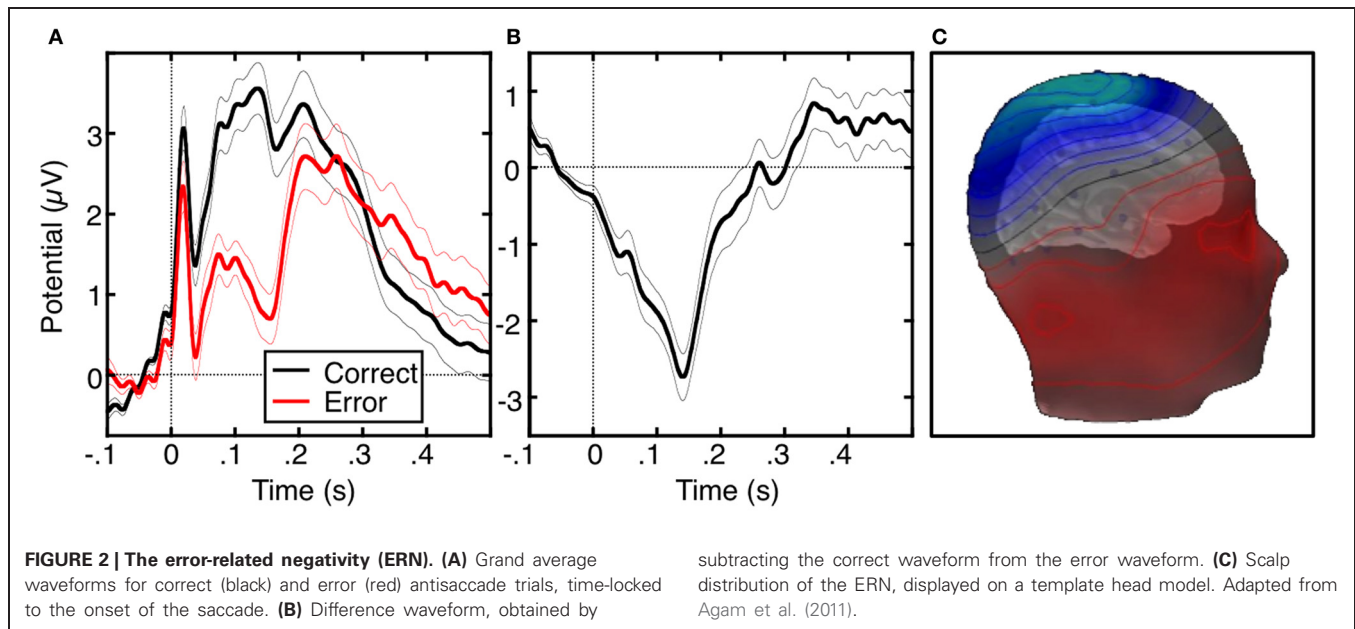 A
B
C
Potential (µV)
3
2
1
0
Correct
Error
-.1 0 .1 .2 .3 .4
Time (s)
1
0
-1
-2
-3
-.1 0 .1 .2 .3 .4
Time (s)
FIGURE 2 | The error-related negativity (ERN). (A) Grand average
waveforms for correct (black) and error (red) antisaccade trials, time-locked
to the onset of the saccade. (B) Difference waveform, obtained by
subtracting the correct waveform from the error waveform. (C) Scalp
distribution of the ERN, displayed on a template head model. Adapted from
Agam et al. (2011).